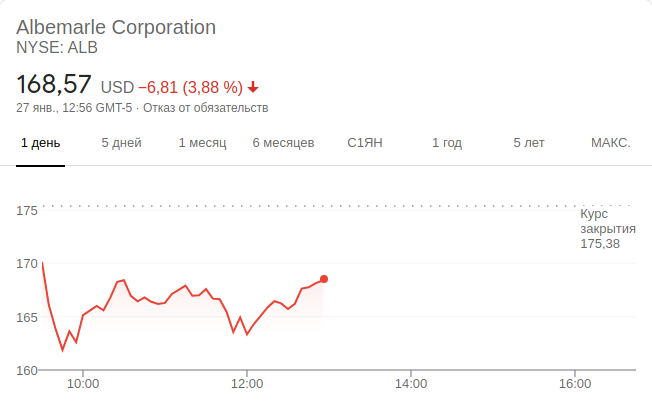 Albemarle Corporation
NYSE: ALB
168,57 USD −6,81 (3,88 %) ↓
27 янв., 12:56 GMT-5 · Отказ от обязательств
1 день 5 дней 1 месяц 6 месяцев С1ЯН 1 год 5 лет МАКС.
175
Курс
закрытия
175,38
170
165
160
10:00 12:00 14:00 16:00